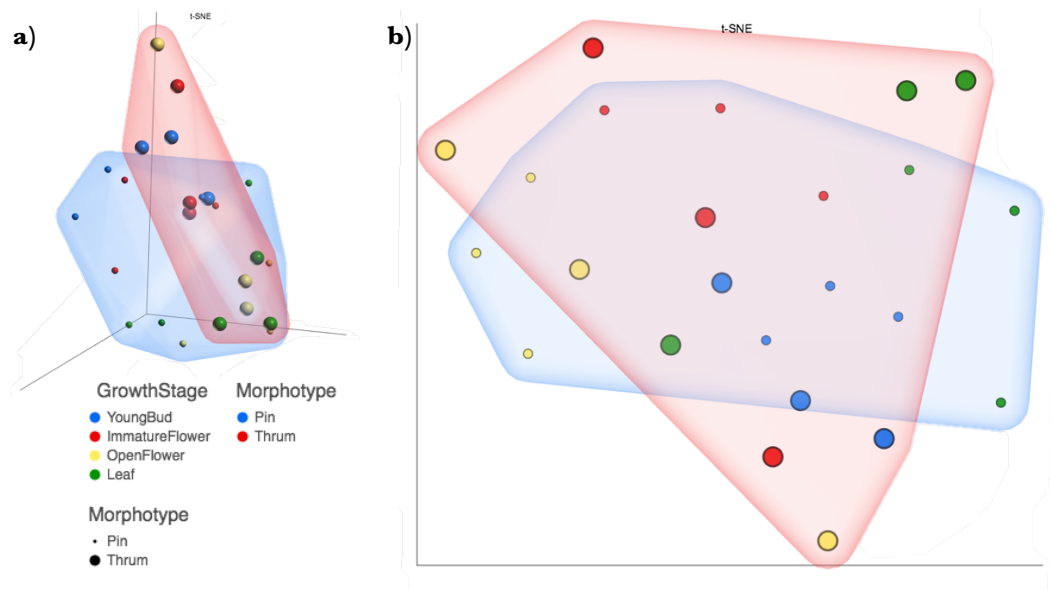 a)
t-SNE
b)
t-SNE
GrowthStage
YoungBud
ImmatureFlower
OpenFlower
Leaf
Morphotype
Pin
Thrum
Morphotype
Pin
Thrum